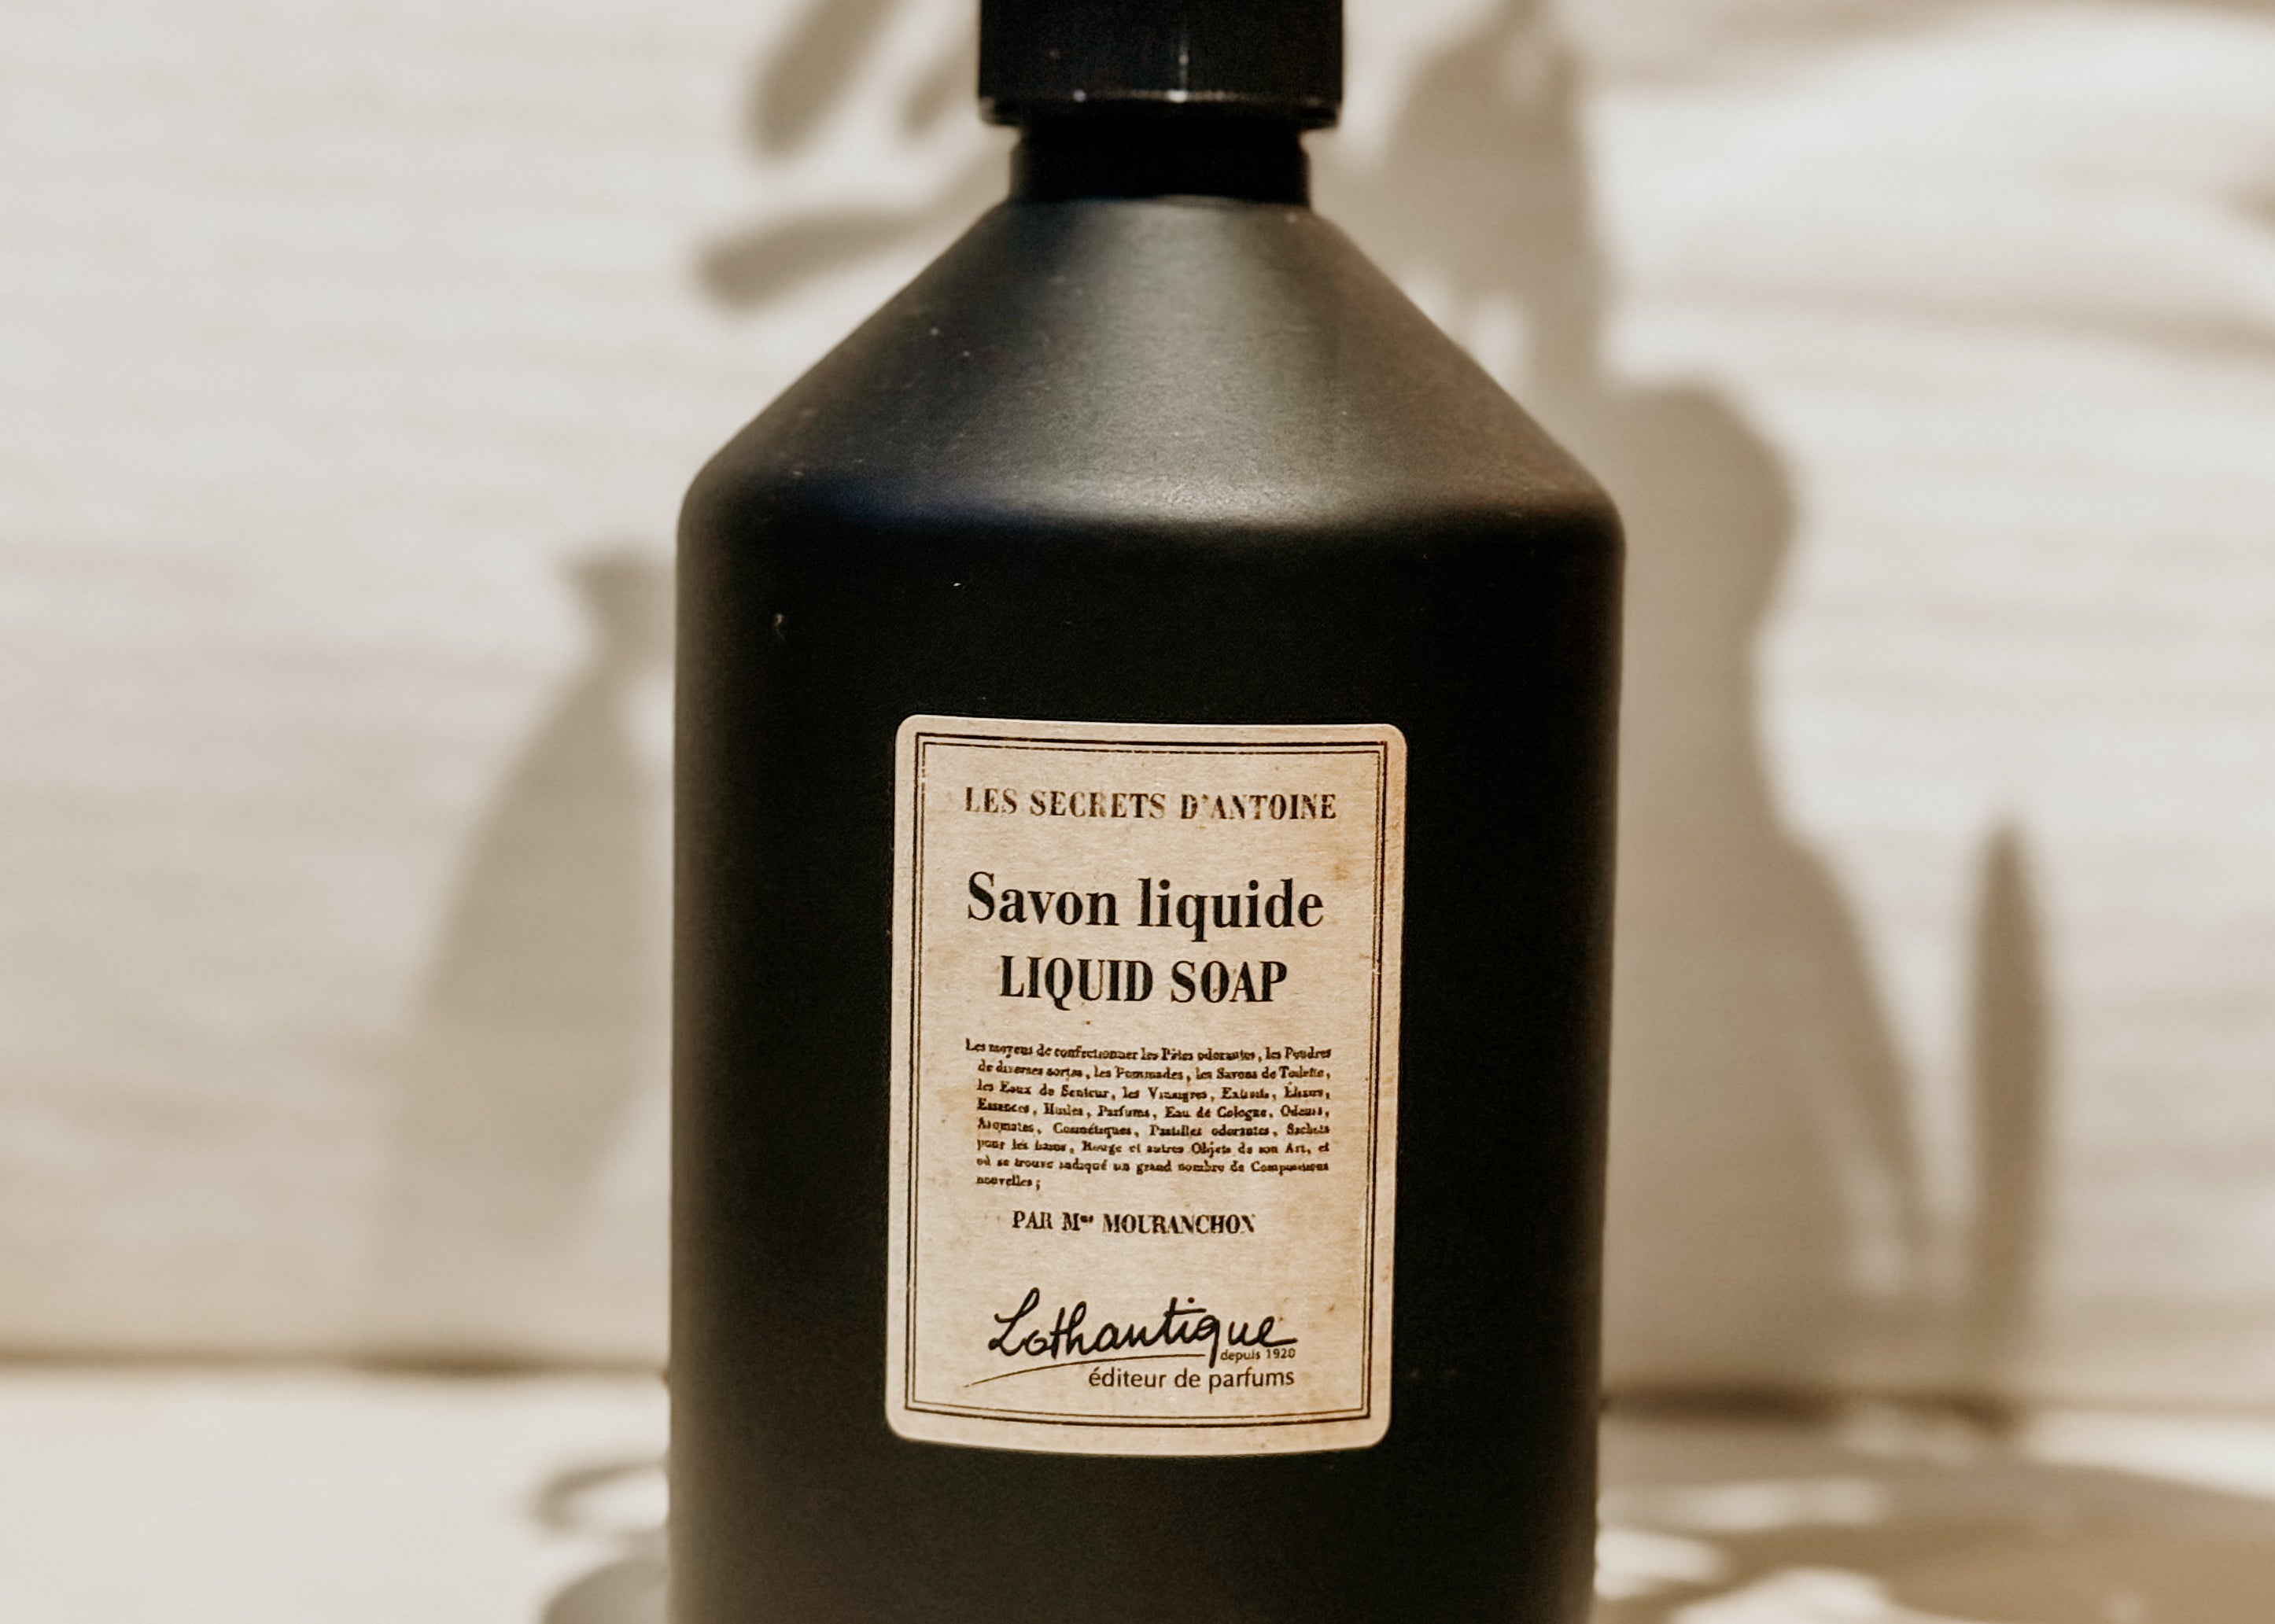 LES SECRETS D'ANTOINE
Savon liquide
LIQUID SOAP
Les moyens de confectionner les Pâtes odorantes, les Poudres
de diverses sortes, les Pommades, les Savons de Toilette,
les Eaux de Senteur, les Vinaigres, Extraits, Élixirs,
Essences, Huiles, Parfums, Eau de Cologne, Odeurs,
Aromates, Cosmétiques, Pastilles odorantes, Sachets
pour les bains, Rouge et autres Objets de son Art, et
où se trouve indiqué un grand nombre de Compositions
nouvelles;
PAR MOURANCHON
Lothantique
depuis 1920
éditeur de parfums